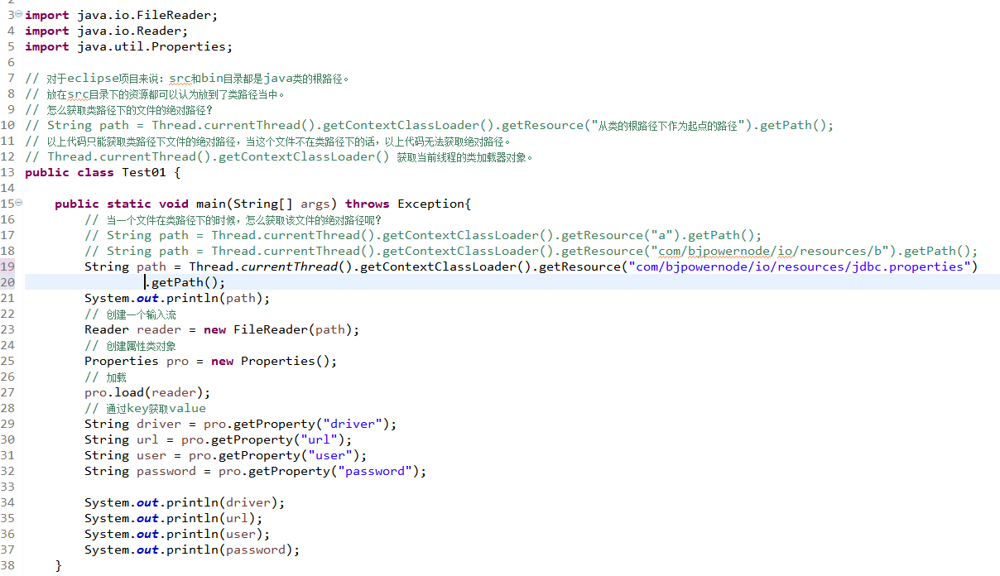 2
3 import java.io.FileReader;
4 import java.io.Reader;
5 import java.util.Properties;
6
7 // 对于eclipse项目来说：src和bin目录都是java类的根路径。
8 // 放在src目录下的资源都可以认为放到了类路径当中。
9 // 怎么获取类路径下的文件的绝对路径？
10 // String path = Thread.currentThread().getContextClassLoader().getResource("从类的根路径下作为起点的路径").getPath();
11 // 以上代码只能获取类路径下文件的绝对路径，当这个文件不在类路径下的话，以上代码无法获取绝对路径。
12 // Thread.currentThread().getContextClassLoader() 获取当前线程的类加载器对象。
13 public class Test01 {
14
15     public static void main(String[] args) throws Exception{
16         // 当一个文件在类路径下的时候，怎么获取该文件的绝对路径呢？
17         // String path = Thread.currentThread().getContextClassLoader().getResource("a").getPath();
18         // String path = Thread.currentThread().getContextClassLoader().getResource("com/bjpowernode/io/resources/b").getPath();
19         String path = Thread.currentThread().getContextClassLoader().getResource("com/bjpowernode/io/resources/jdbc.properties")
20                 .getPath();
21         System.out.println(path);
22         // 创建一个输入流
23         Reader reader = new FileReader(path);
24         // 创建属性类对象
25         Properties pro = new Properties();
26         // 加载
27         pro.load(reader);
28         // 通过key获取value
29         String driver = pro.getProperty("driver");
30         String url = pro.getProperty("url");
31         String user = pro.getProperty("user");
32         String password = pro.getProperty("password");
33
34         System.out.println(driver);
35         System.out.println(url);
36         System.out.println(user);
37         System.out.println(password);
38     }